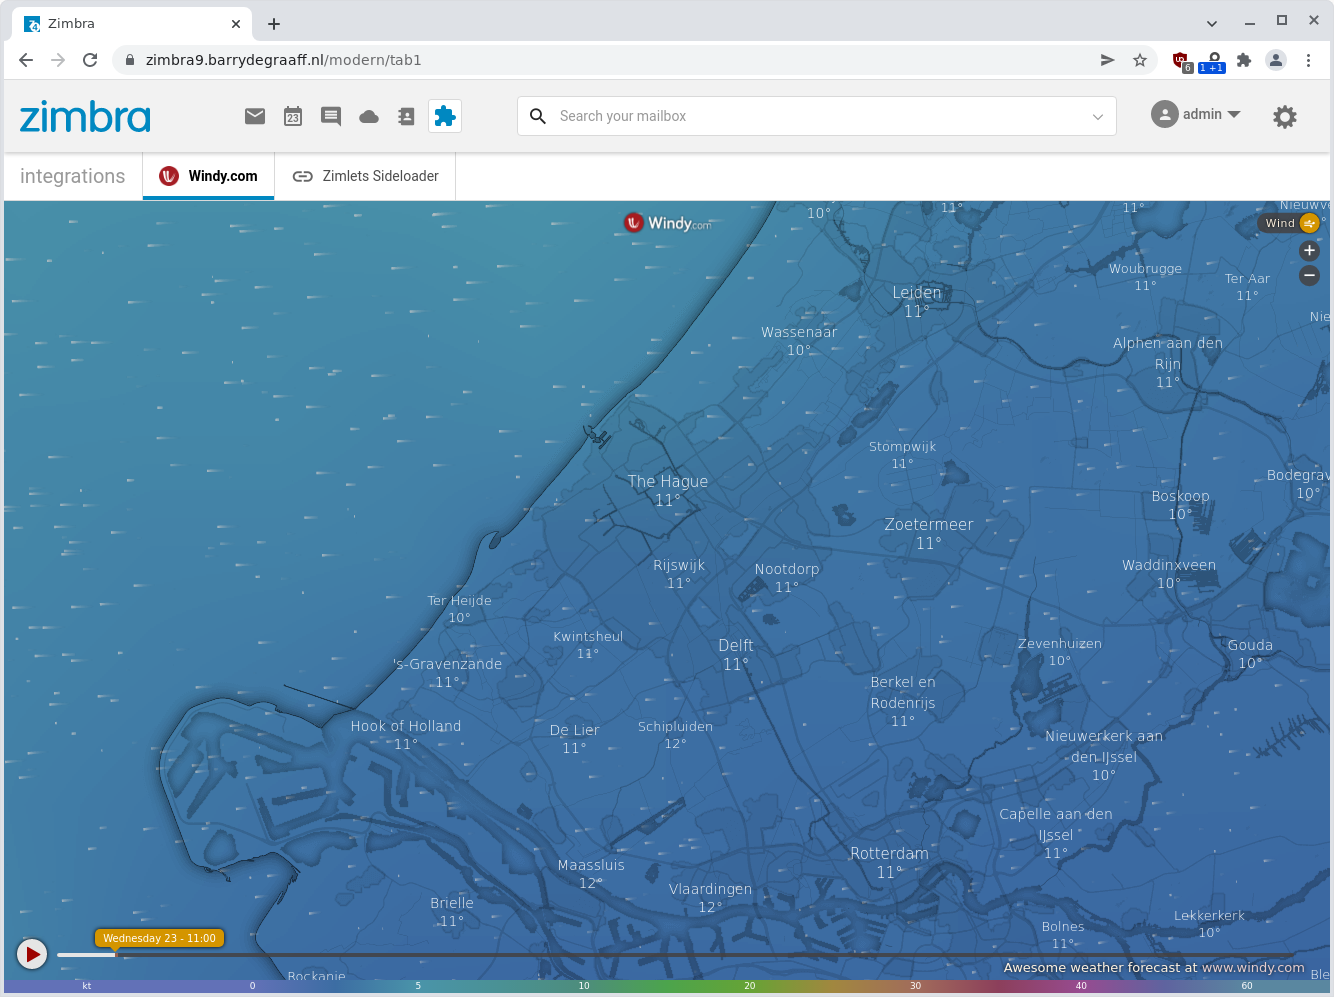 Zimbra
zimbra9.barrydegraaff.nl/modern/tab1
6
1 +1
zimbra
23
Search your mailbox
admin
integrations
Windy.com
Zimlets Sideloader
Windy.com
10°
11°
11°
Wind
Woubrugge
11°
Ter Aar
11°
Leiden
11°
Wassenaar
10°
Alphen aan den
Rijn
11°
Stompwijk
11°
The Hague
11°
Boskoop
10°
10°
Zoetermeer
11°
Rijswijk
11°
Nootdorp
11°
Waddinxveen
10°
Ter Heijde
10°
Kwintsheul
11°
Delft
11°
Zevenhuizen
10°
Gouda
10°
's-Gravenzande
11°
Berkel en
Rodenrijs
11°
Hook of Holland
11°
De Lier
11°
Schipluiden
12°
Nieuwerkerk aan
den IJssel
10°
Capelle aan den
IJssel
11°
Rotterdam
11°
Maassluis
12°
Vlaardingen
12°
Brielle
11°
Lekkerkerk
10°
Bolnes
11°
Wednesday 23 - 11:00
Awesome weather forecast at www.windy.com
Rockanje
kt 0 5 10 20 30 40 60